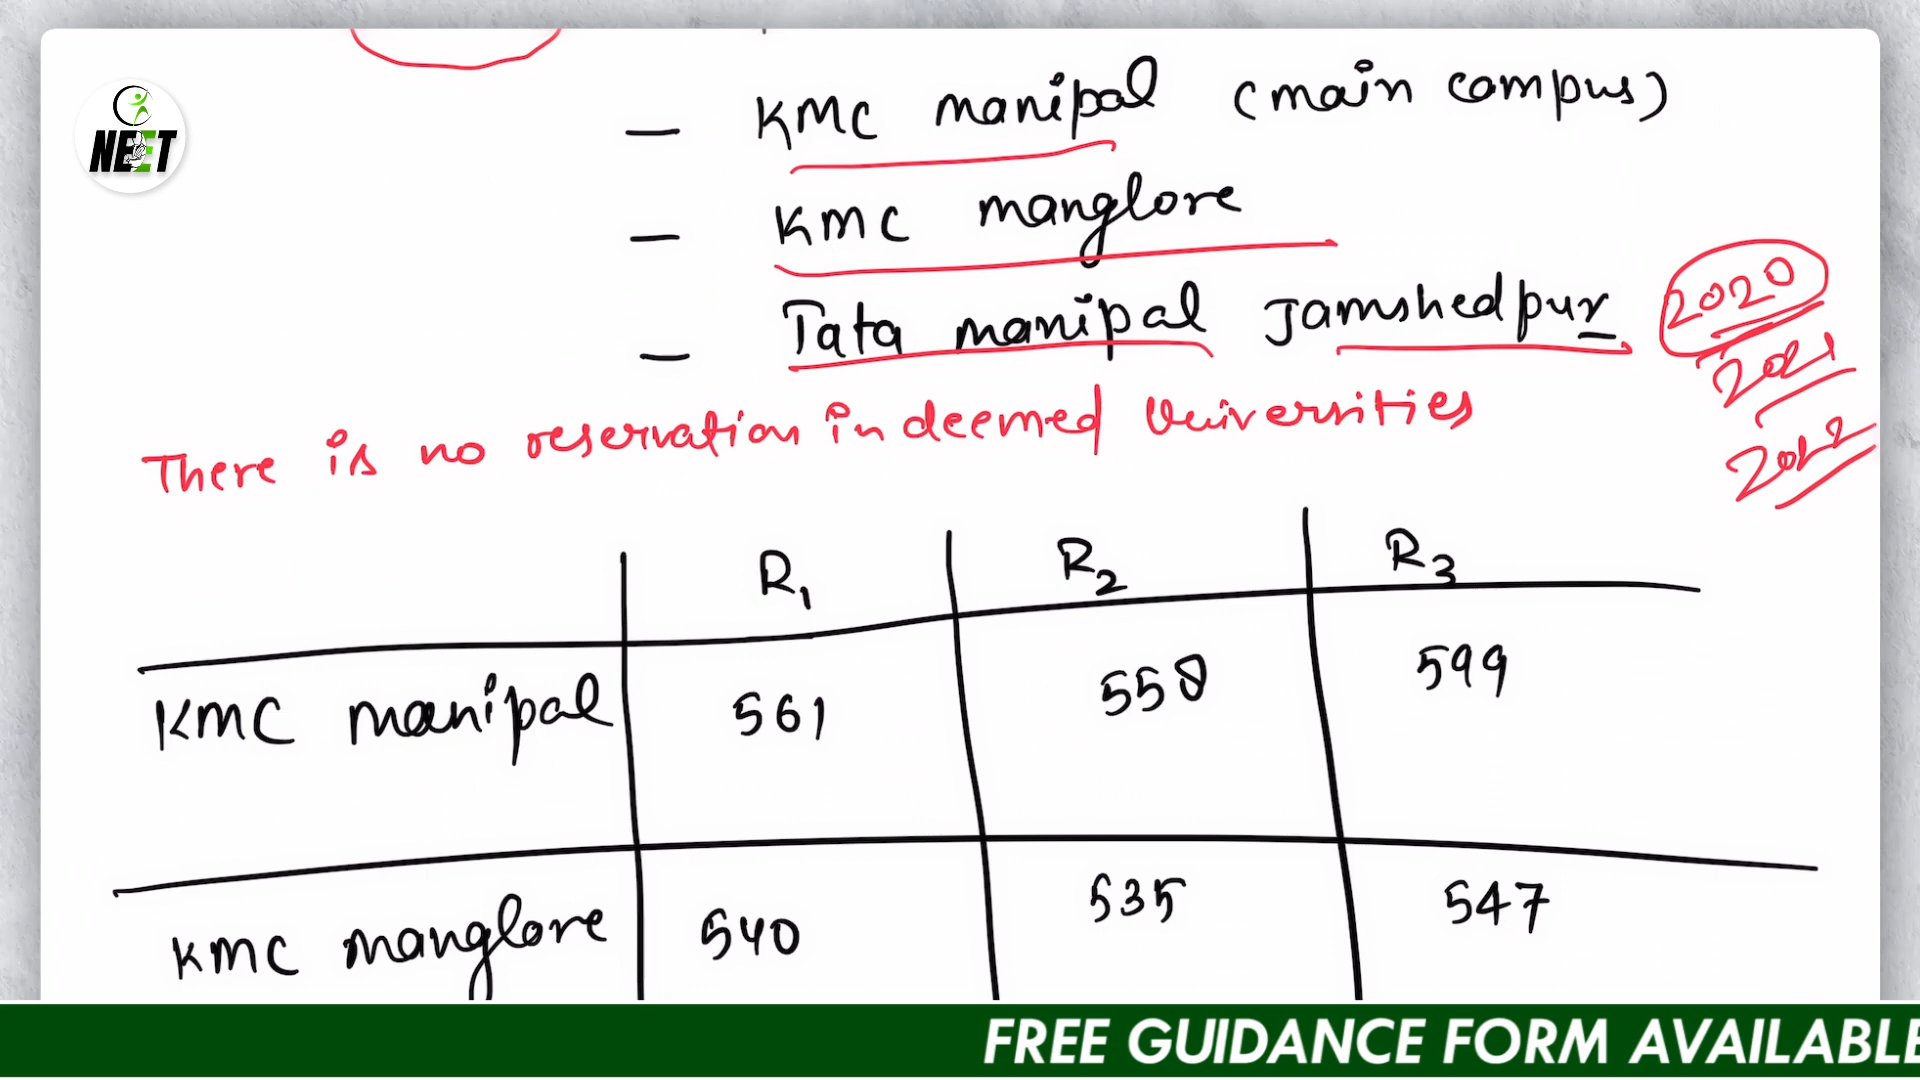 NEET
— KMC manipal (main campus)
— KMC manglore
— Tata manipal Jamshedpur
2020
2021
2022
There is no reservation in deemed Universities
R1 R2 R3
KMC manipal 561 558 599
KMC manglore 540 535 547
FREE GUIDANCE FORM AVAILABLE